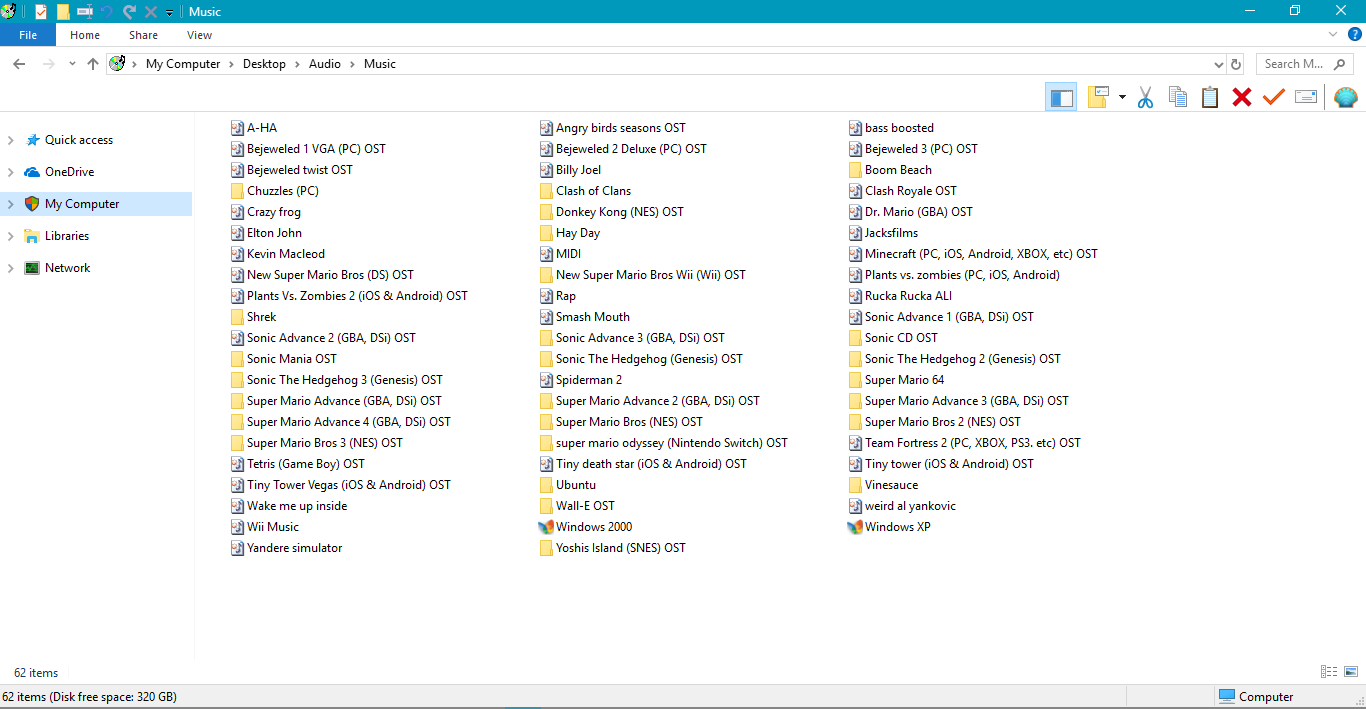 Music
File Home Share View
My Computer Desktop Audio Music Search M...
Quick access
OneDrive
My Computer
Libraries
Network
A-HA Angry birds seasons OST bass boosted
Bejeweled 1 VGA (PC) OST Bejeweled 2 Deluxe (PC) OST Bejeweled 3 (PC) OST
Bejeweled twist OST Billy Joel Boom Beach
Chuzzles (PC) Clash of Clans Clash Royale OST
Crazy frog Donkey Kong (NES) OST Dr. Mario (GBA) OST
Elton John Hay Day Jacksfilms
Kevin Macleod MIDI Minecraft (PC, iOS, Android, XBOX, etc) OST
New Super Mario Bros (DS) OST New Super Mario Bros Wii (Wii) OST Plants vs. zombies (PC, iOS, Android)
Plants Vs. Zombies 2 (iOS & Android) OST Rap Rucka Rucka ALI
Shrek Smash Mouth Sonic Advance 1 (GBA, DSi) OST
Sonic Advance 2 (GBA, DSi) OST Sonic Advance 3 (GBA, DSi) OST Sonic CD OST
Sonic Mania OST Sonic The Hedgehog (Genesis) OST Sonic The Hedgehog 2 (Genesis) OST
Sonic The Hedgehog 3 (Genesis) OST Spiderman 2 Super Mario 64
Super Mario Advance (GBA, DSi) OST Super Mario Advance 2 (GBA, DSi) OST Super Mario Advance 3 (GBA, DSi) OST
Super Mario Advance 4 (GBA, DSi) OST Super Mario Bros (NES) OST Super Mario Bros 2 (NES) OST
Super Mario Bros 3 (NES) OST super mario odyssey (Nintendo Switch) OST Team Fortress 2 (PC, XBOX, PS3. etc) OST
Tetris (Game Boy) OST Tiny death star (iOS & Android) OST Tiny tower (iOS & Android) OST
Tiny Tower Vegas (iOS & Android) OST Ubuntu Vinesauce
Wake me up inside Wall-E OST weird al yankovic
Wii Music Windows 2000 Windows XP
Yandere simulator Yoshis Island (SNES) OST
62 items
62 items (Disk free space: 320 GB) Computer